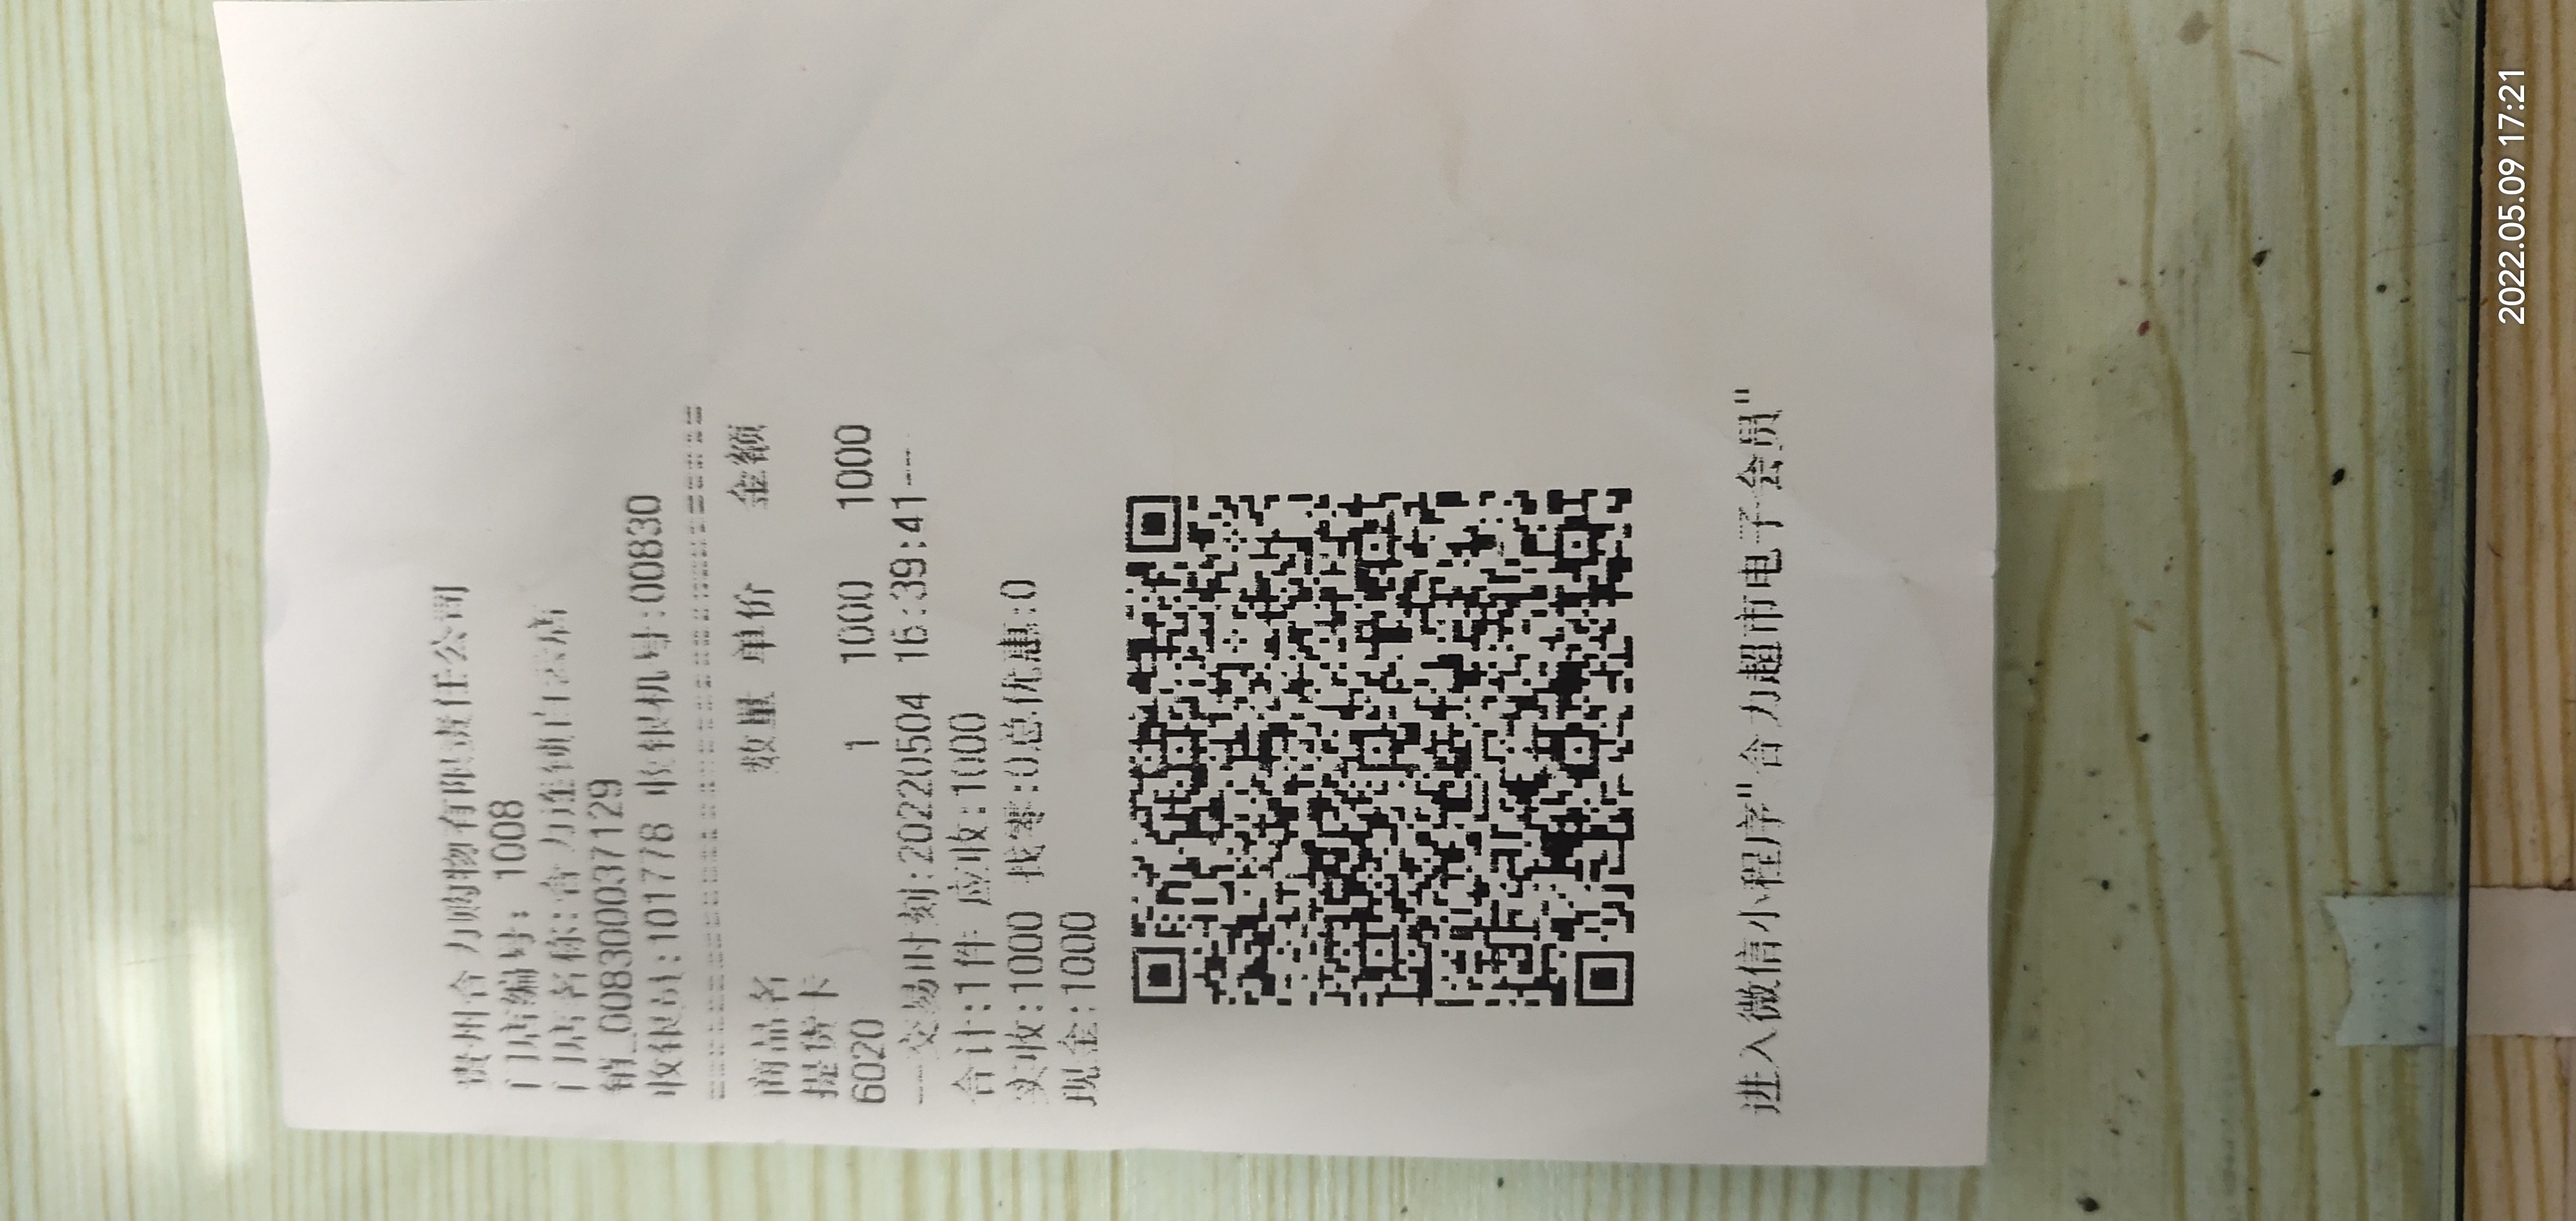 贵州合力购物有限责任公司
门店编号: 1008
门店名称:合力连锁白云店
销_0083000037129
收银员:101778 收银机号:00830
商品名 数量 单价 金额
提货卡
6020 1 1000 1000
---交易时刻:20220504 16:39:41---
合计:1件 应收:1000
实收:1000 找零:0总优惠:0
现金:1000
进入微信小程序"合力超市电子会员"
2022.05.09 17:21